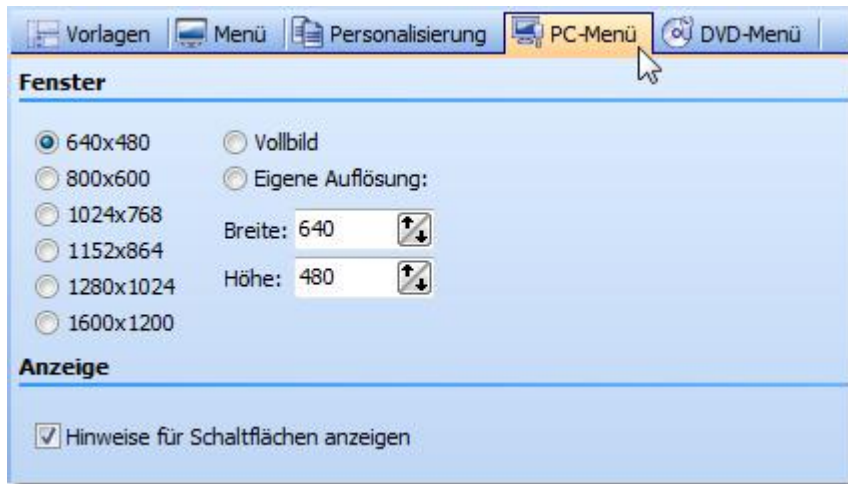 Vorlagen Menü Personalisierung PC-Menü DVD-Menü
Fenster
640x480 Vollbild
800x600 Eigene Auflösung:
1024x768
Breite: 640
1152x864
Höhe: 480
1280x1024
1600x1200
Anzeige
Hinweise für Schaltflächen anzeigen